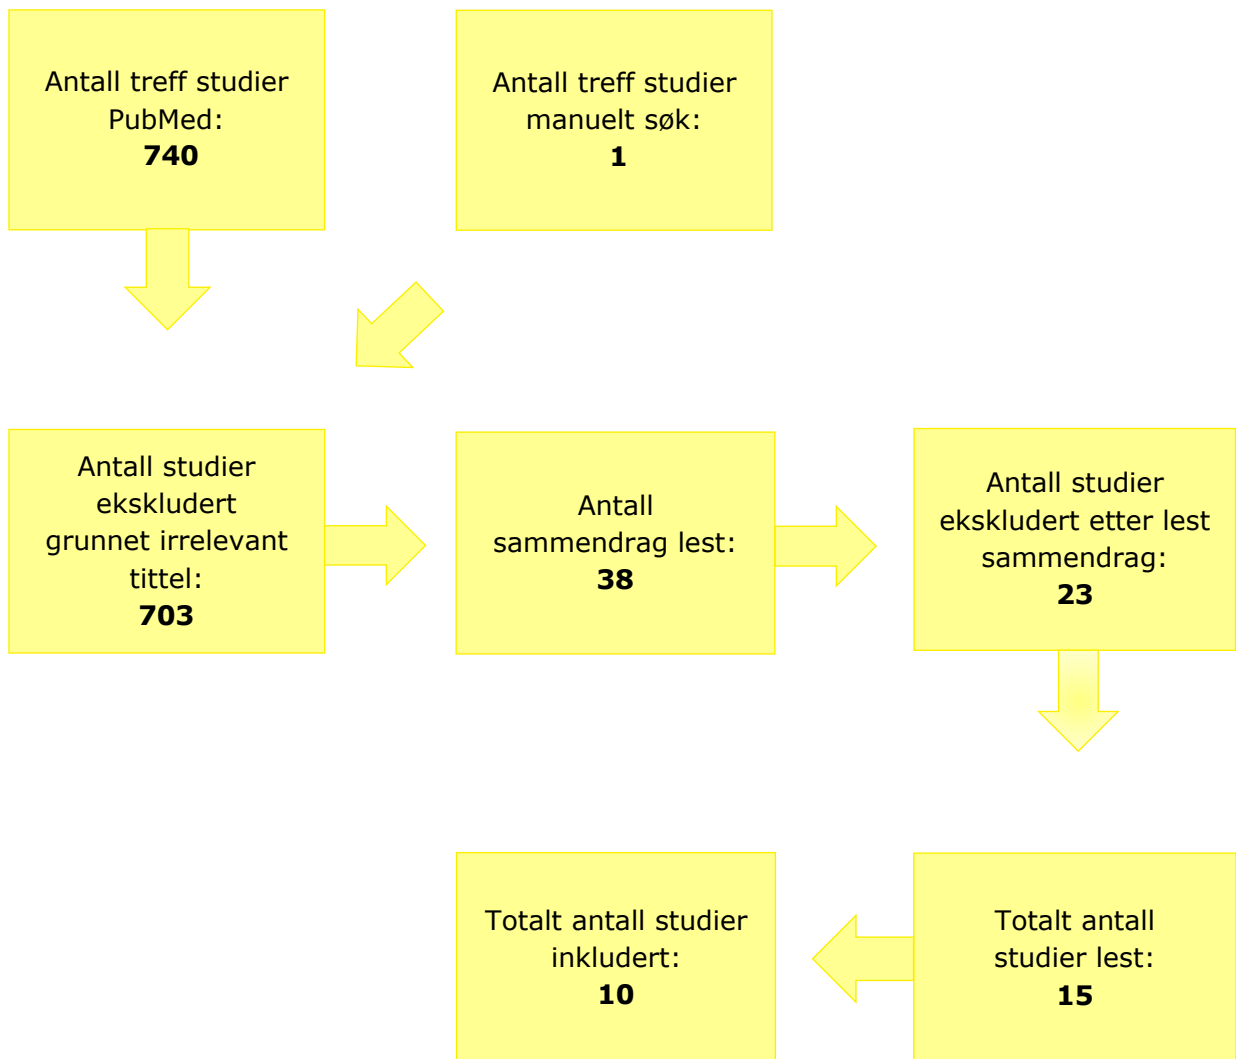 Antall treff studier
PubMed:
740
Antall treff studier
manuelt søk:
1
Antall studier
ekskludert
grunnet irrelevant
tittel:
703
Antall
sammendrag lest:
38
Antall studier
ekskludert etter lest
sammendrag:
23
Totalt antall studier
inkludert:
10
Totalt antall
studier lest:
15